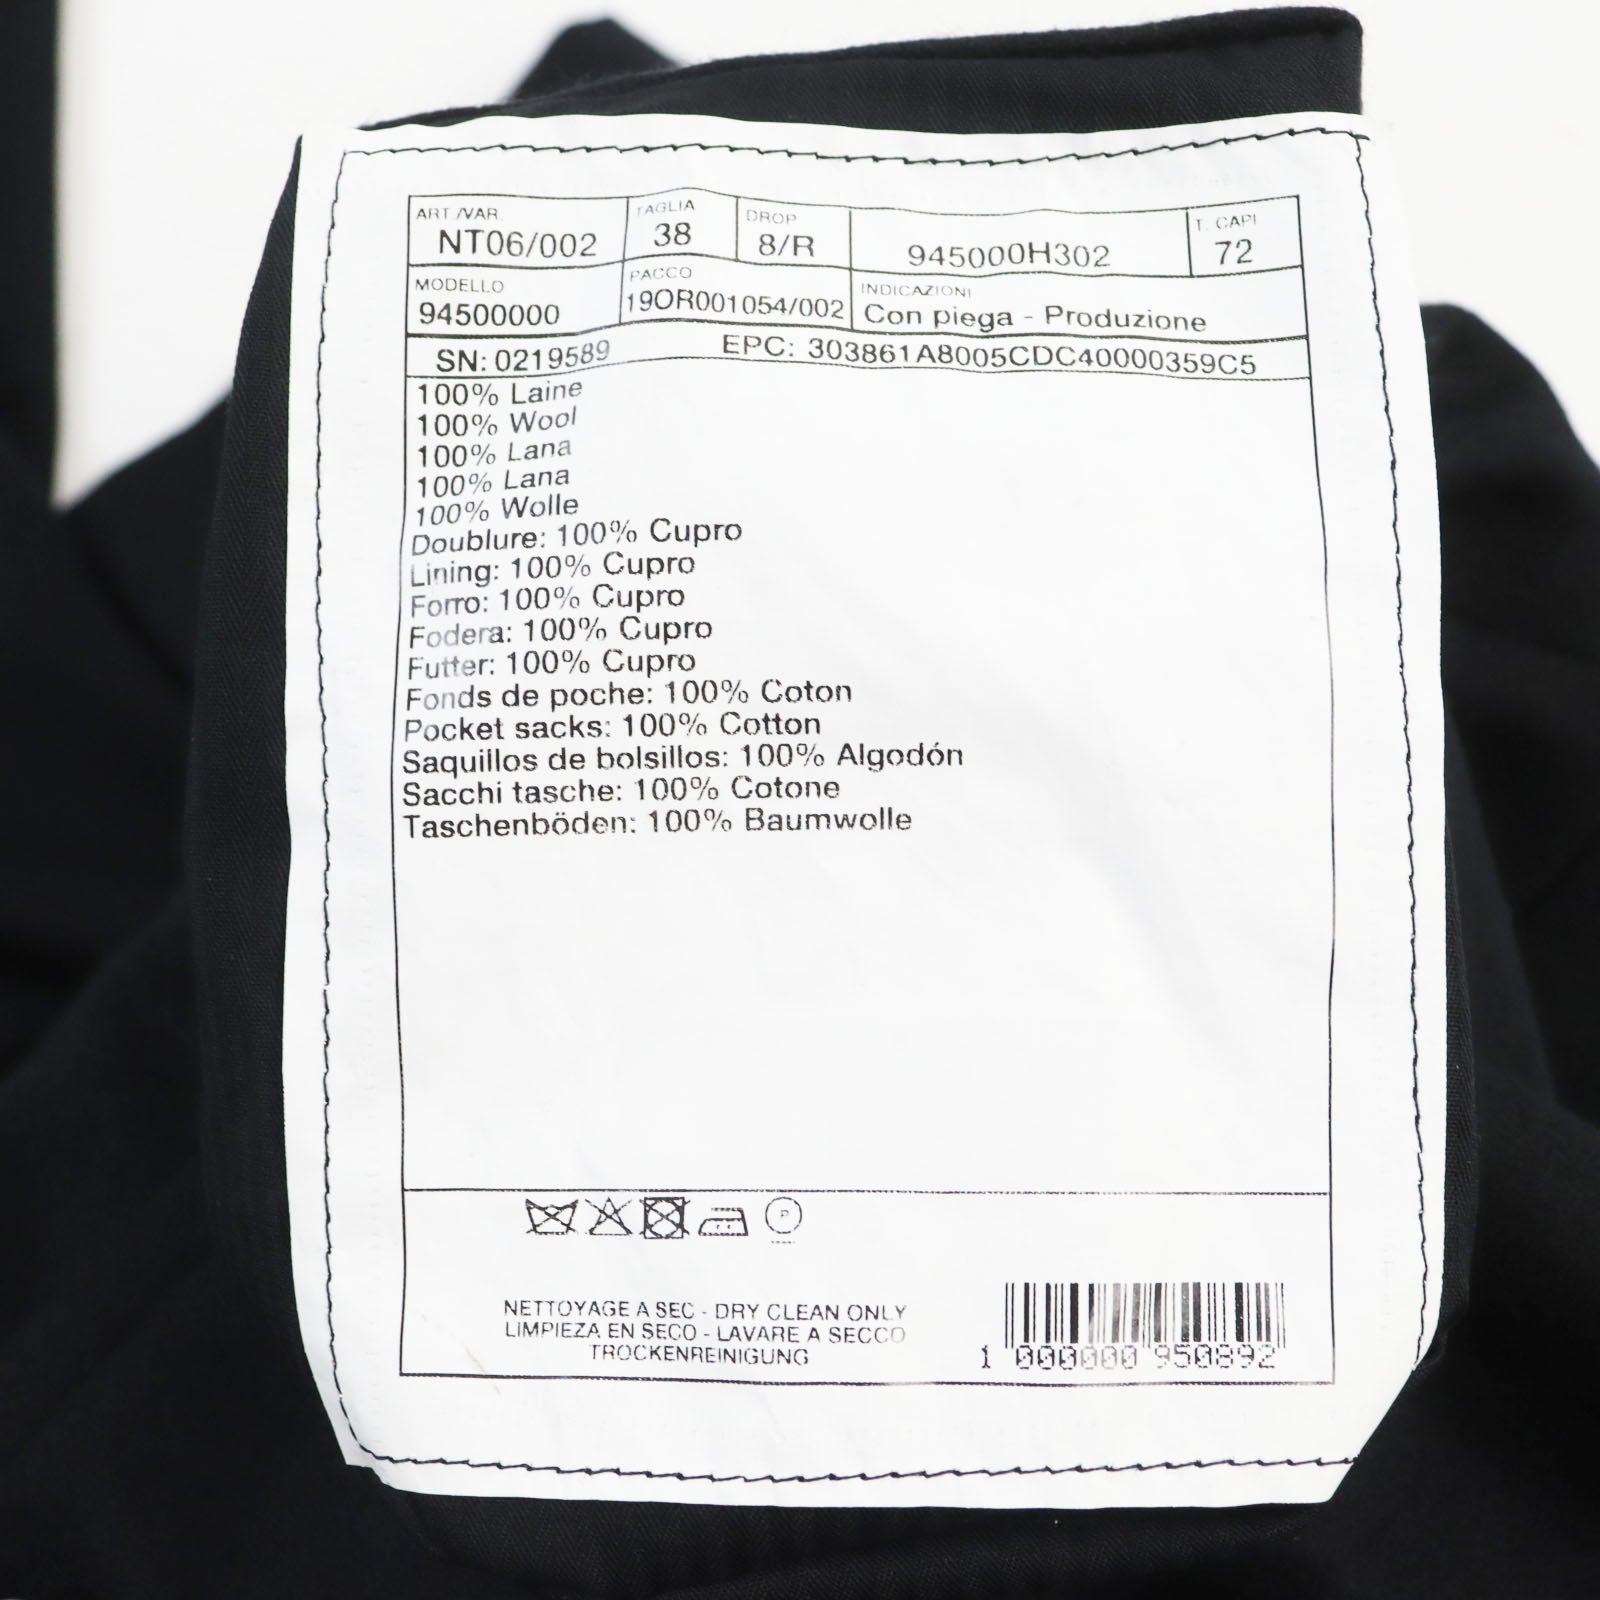 ART./VAR. TAGLIA DROP T. CAPI
NT06/002 38 8/R 945000H302 72
MODELLO PACCO INDICAZIONI
94500000 19OR001054/002 Con piega - Produzione
SN: 0219589 EPC: 303861A8005CDC40000359C5
100% Laine
100% Wool
100% Lana
100% Lana
100% Wolle
Doublure: 100% Cupro
Lining: 100% Cupro
Forro: 100% Cupro
Fodera: 100% Cupro
Futter: 100% Cupro
Fonds de poche: 100% Coton
Pocket sacks: 100% Cotton
Saquillos de bolsillos: 100% Algodón
Sacchi tasche: 100% Cotone
Taschenböden: 100% Baumwolle
P
NETTOYAGE A SEC - DRY CLEAN ONLY
LIMPIEZA EN SECO - LAVARE A SECCO
TROCKENREINIGUNG
1 000000 950892